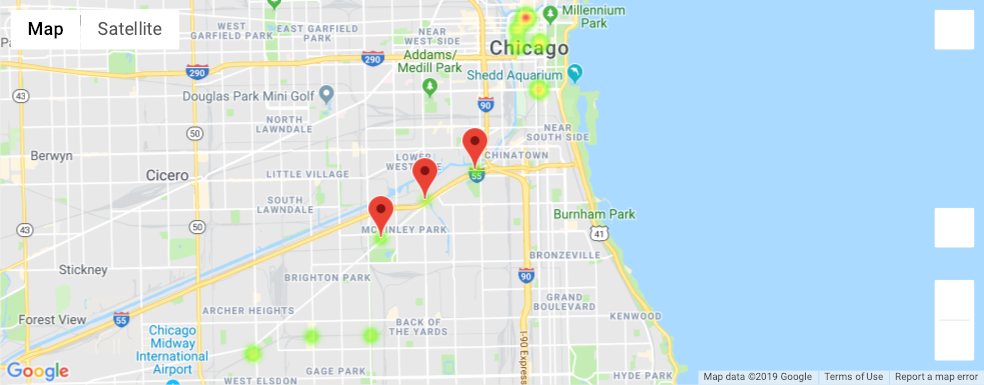 Map
Satellite
Millennium
Park
WEST
GARFIELD PARK
EAST GARFIELD
PARK
NEAR
WEST SIDE
Chicago
Addams/
Medill Park
290
290
Shedd Aquarium
43
Douglas Park Mini Golf
90
NORTH
LAWNDALE
50
NEAR
SOUTH SIDE
Berwyn
CHINATOWN
LOWER
Cicero
LITTLE VILLAGE
55
SOUTH
LAWNDALE
Burnham Park
43
50
MCKINLEY PARK
41
BRONZEVILLE
Stickney
BRIGHTON PARK
90
GRAND
BOULEVARD
ARCHER HEIGHTS
KENWOOD
Forest View
55
BACK OF
THE YARDS
Chicago
Midway
International
Airport
I-90 Express
GAGE PARK
WEST ELSDON
HYDE PARK
Google
Map data ©2019 Google
Terms of Use
Report a map error